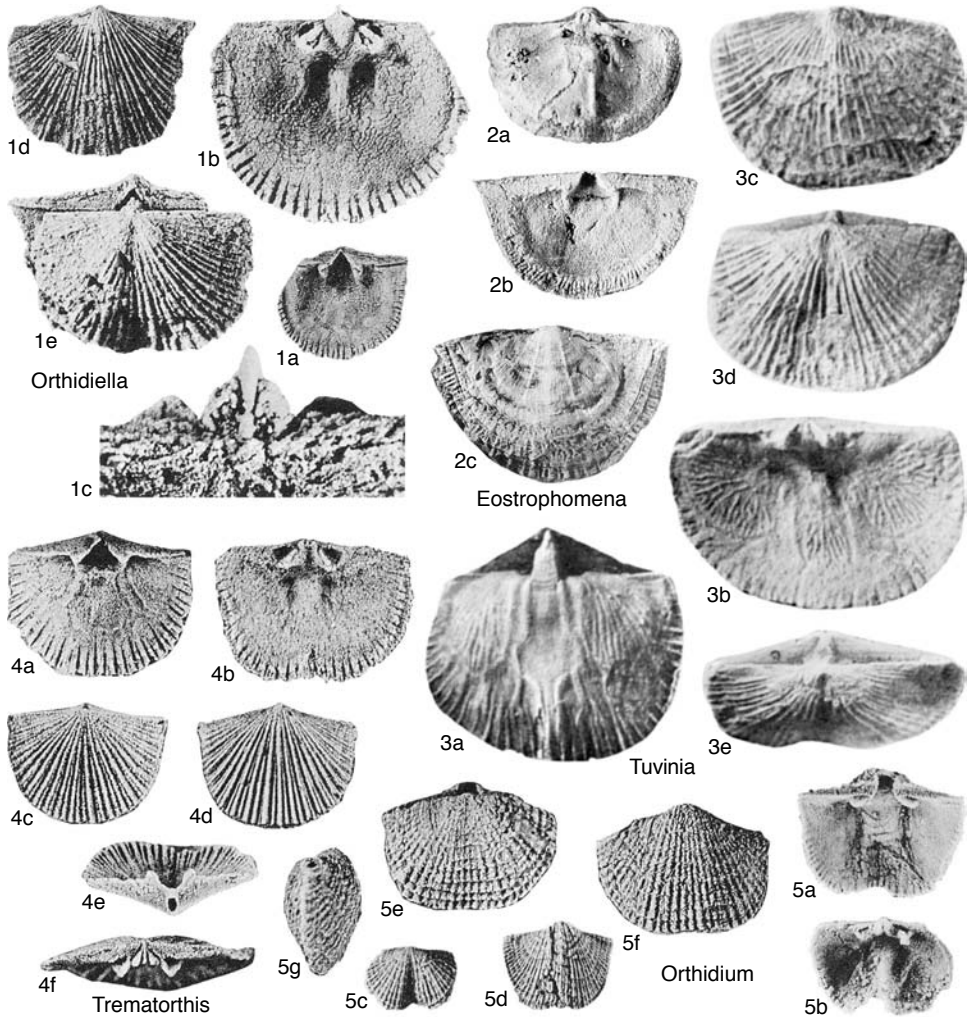 1d
1b
2a
3c
1e
1a
2b
3d
Orthidiella
1c
2c
Eostrophomena
3b
4a
4b
3a
3e
Tuvinia
4c
4d
4e
5g
5e
5f
5a
4f
Trematorthis
5c
5d
Orthidium
5b